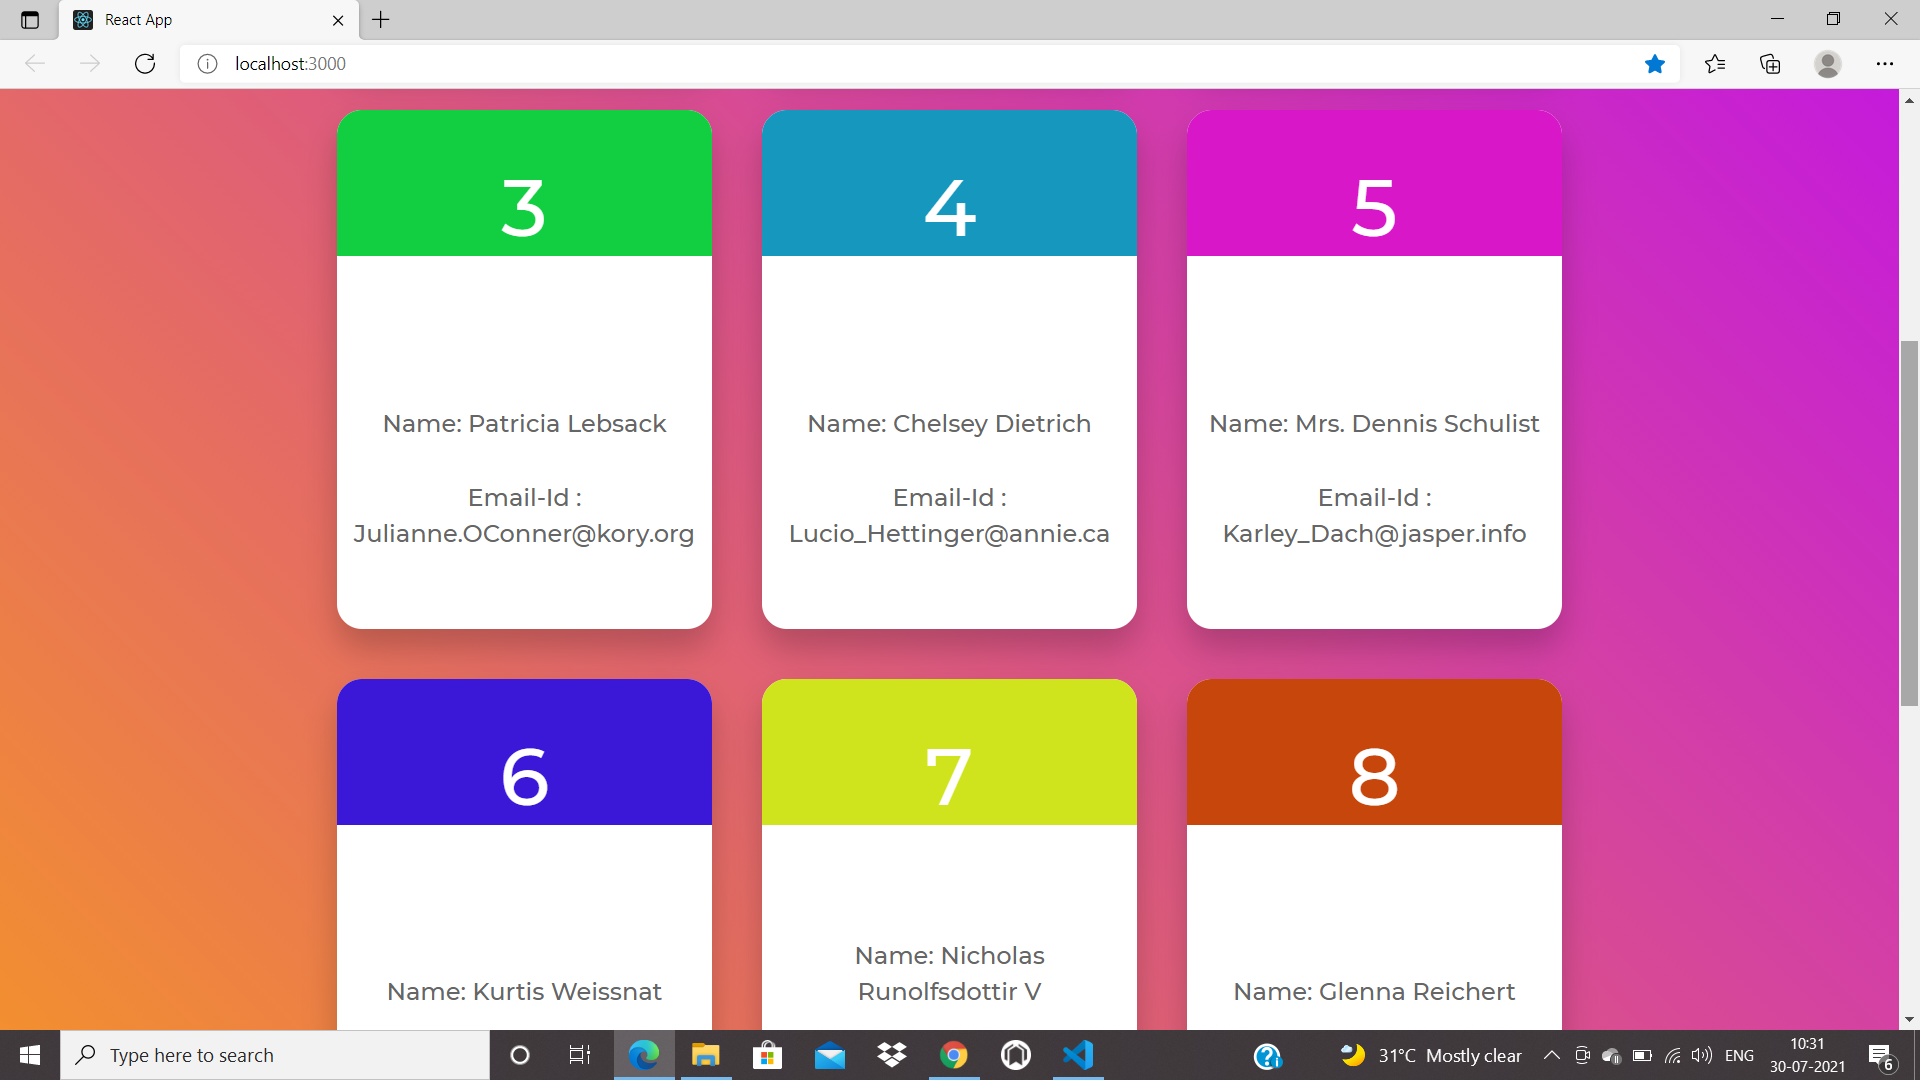 React App
localhost:3000
3
4
5
Name: Patricia Lebsack
Email-Id :
Julianne.OConner@kory.org
Name: Chelsey Dietrich
Email-Id :
Lucio_Hettinger@annie.ca
Name: Mrs. Dennis Schulist
Email-Id :
Karley_Dach@jasper.info
6
7
8
Name: Kurtis Weissnat
Name: Nicholas
Runolfsdottir V
Name: Glenna Reichert
Type here to search
31°C Mostly clear
ENG
10:31
30-07-2021
6